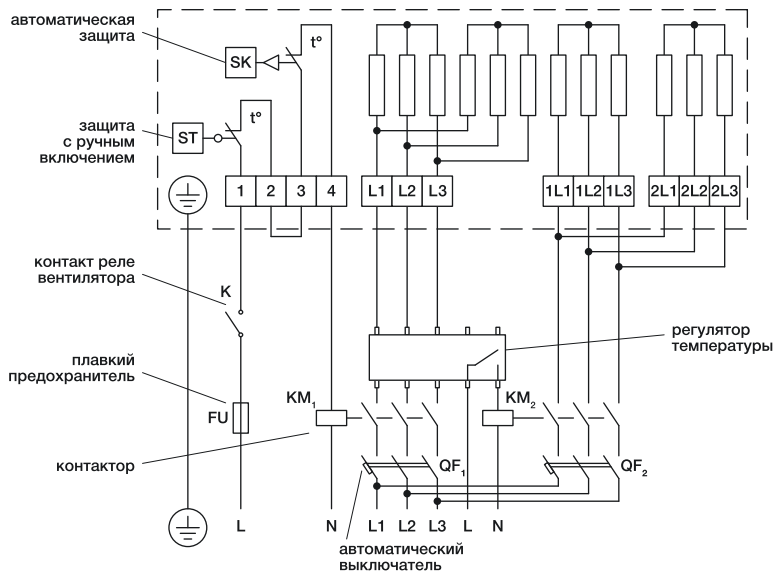 автоматическая
защита
SK
t°
защита
с ручным
включением
ST
t°
1 2 3 4 L1 L2 L3 1L1 1L2 1L3 2L1 2L2 2L3
контакт реле
вентилятора
K
регулятор
температуры
плавкий
предохранитель
FU
KM1
KM2
контактор
QF1
QF2
L N L1 L2 L3 L N
автоматический
выключатель